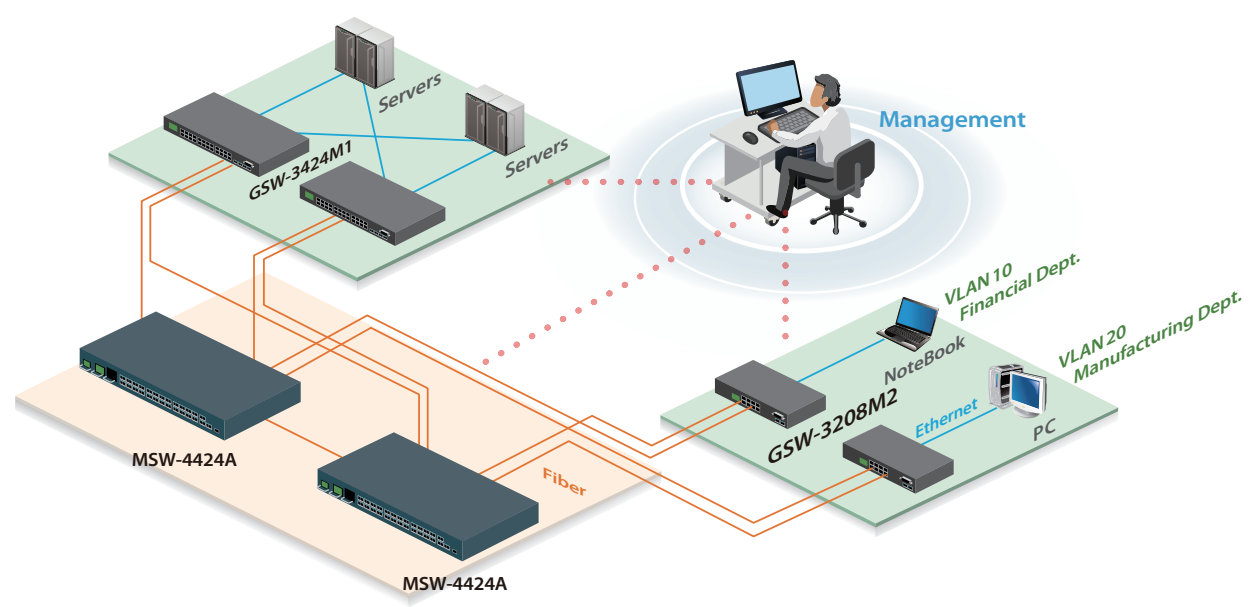 Servers
Servers
GSW-3424M1
Management
VLAN 10
Financial Dept.
VLAN 20
Manufacturing Dept.
NoteBook
GSW-3208M2
Ethernet
PC
MSW-4424A
Fiber
MSW-4424A